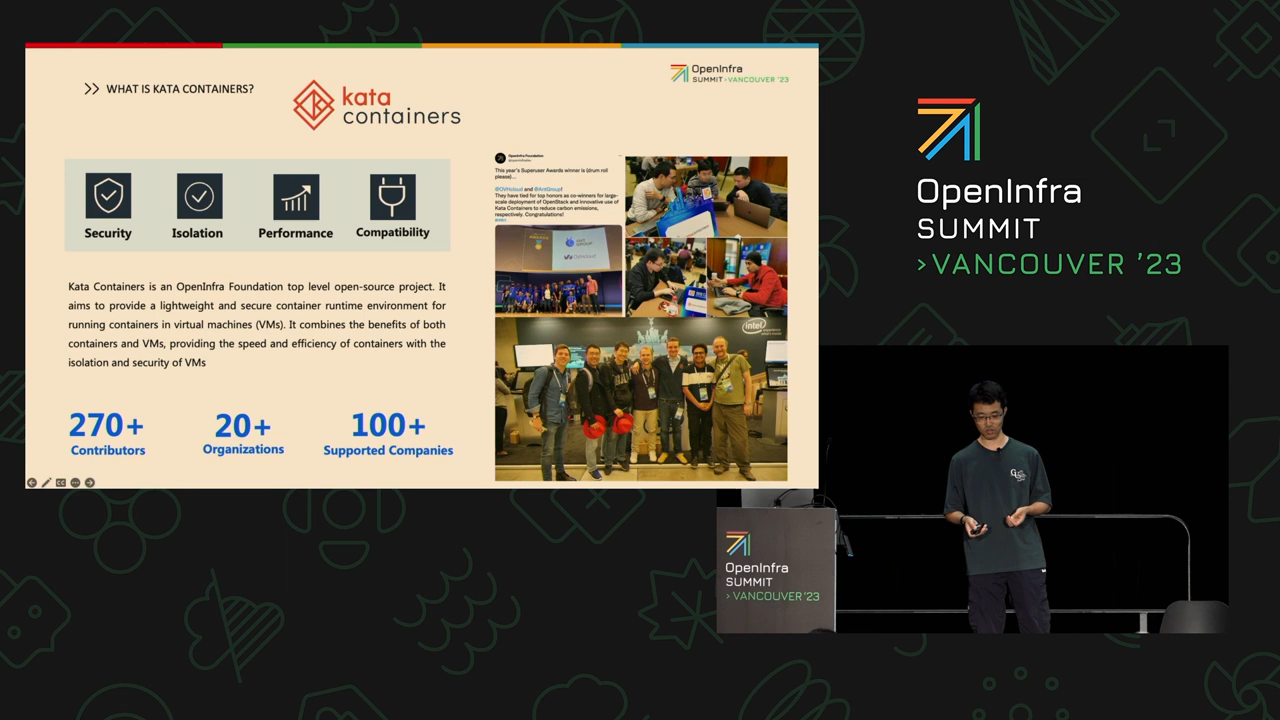 WHAT IS KATA CONTAINERS?
kata
containers
OpenInfra
SUMMIT >VANCOUVER '23
Security
Isolation
Performance
Compatibility
Kata Containers is an OpenInfra Foundation top level open-source project. It
aims to provide a lightweight and secure container runtime environment for
running containers in virtual machines (VMs). It combines the benefits of both
containers and VMs, providing the speed and efficiency of containers with the
isolation and security of VMs
270+
Contributors
20+
Organizations
100+
Supported Companies
OpenInfra Foundation
This year's Superuser Awards winner is (drum roll
please)...
@OVHcloud and @AntGroup!
They have tied for top honors as co-winners for large-
scale deployment of OpenStack and innovative use of
Kata Containers to reduce carbon emissions,
respectively. Congratulations!
ANT
GROUP
OVHcloud
intel
OpenInfra
SUMMIT
>VANCOUVER '23
OpenInfra
SUMMIT
> VANCOUVER '23